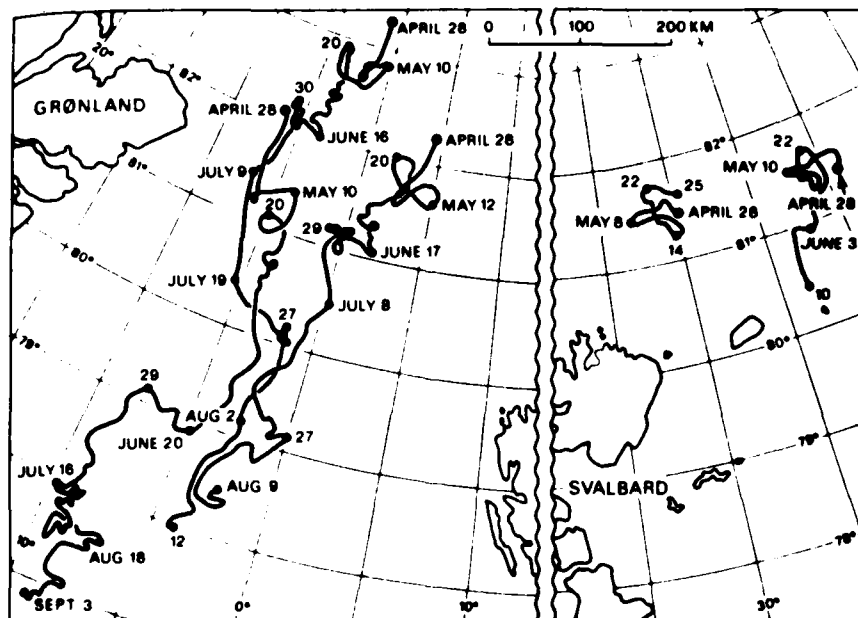 APRIL 28
0 100 200 KM
20
20°
MAY 10
82°
GRØNLAND
30
APRIL 28
JUNE 16
APRIL 28
82°
22
20
81°
JULY 9
MAY 10
MAY 10
22
25
APRIL 28
20
MAY 12
APRIL 28
MAY 8
29
JUNE 17
81°
JUNE 3
14
80°
JULY 19
JULY 8
10
27
80°
79°
29
AUG 2
JUNE 20
27
79°
JULY 16
AUG 9
SVALBARD
10°
12
AUG 18
78°
SEPT 3
0°
10°
30°